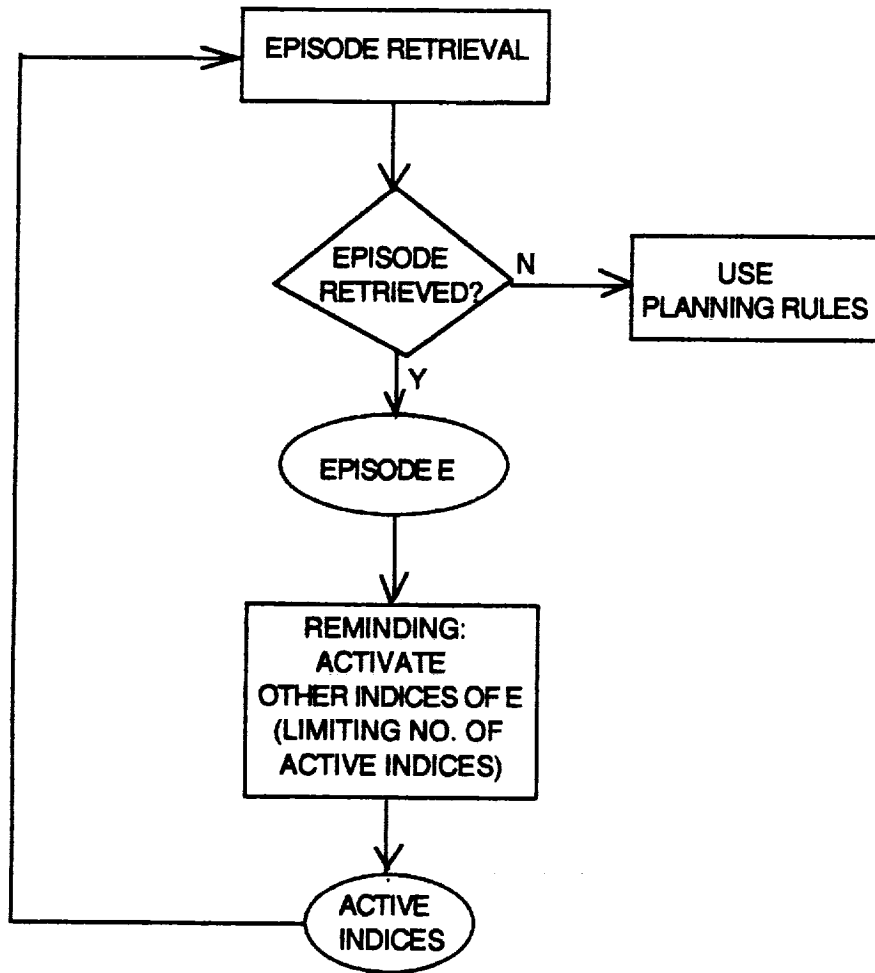 EPISODE RETRIEVAL
EPISODE
RETRIEVED?
N
USE
PLANNING RULES
Y
EPISODE E
REMINDING:
ACTIVATE
OTHER INDICES OF E
(LIMITING NO. OF
ACTIVE INDICES)
ACTIVE
INDICES